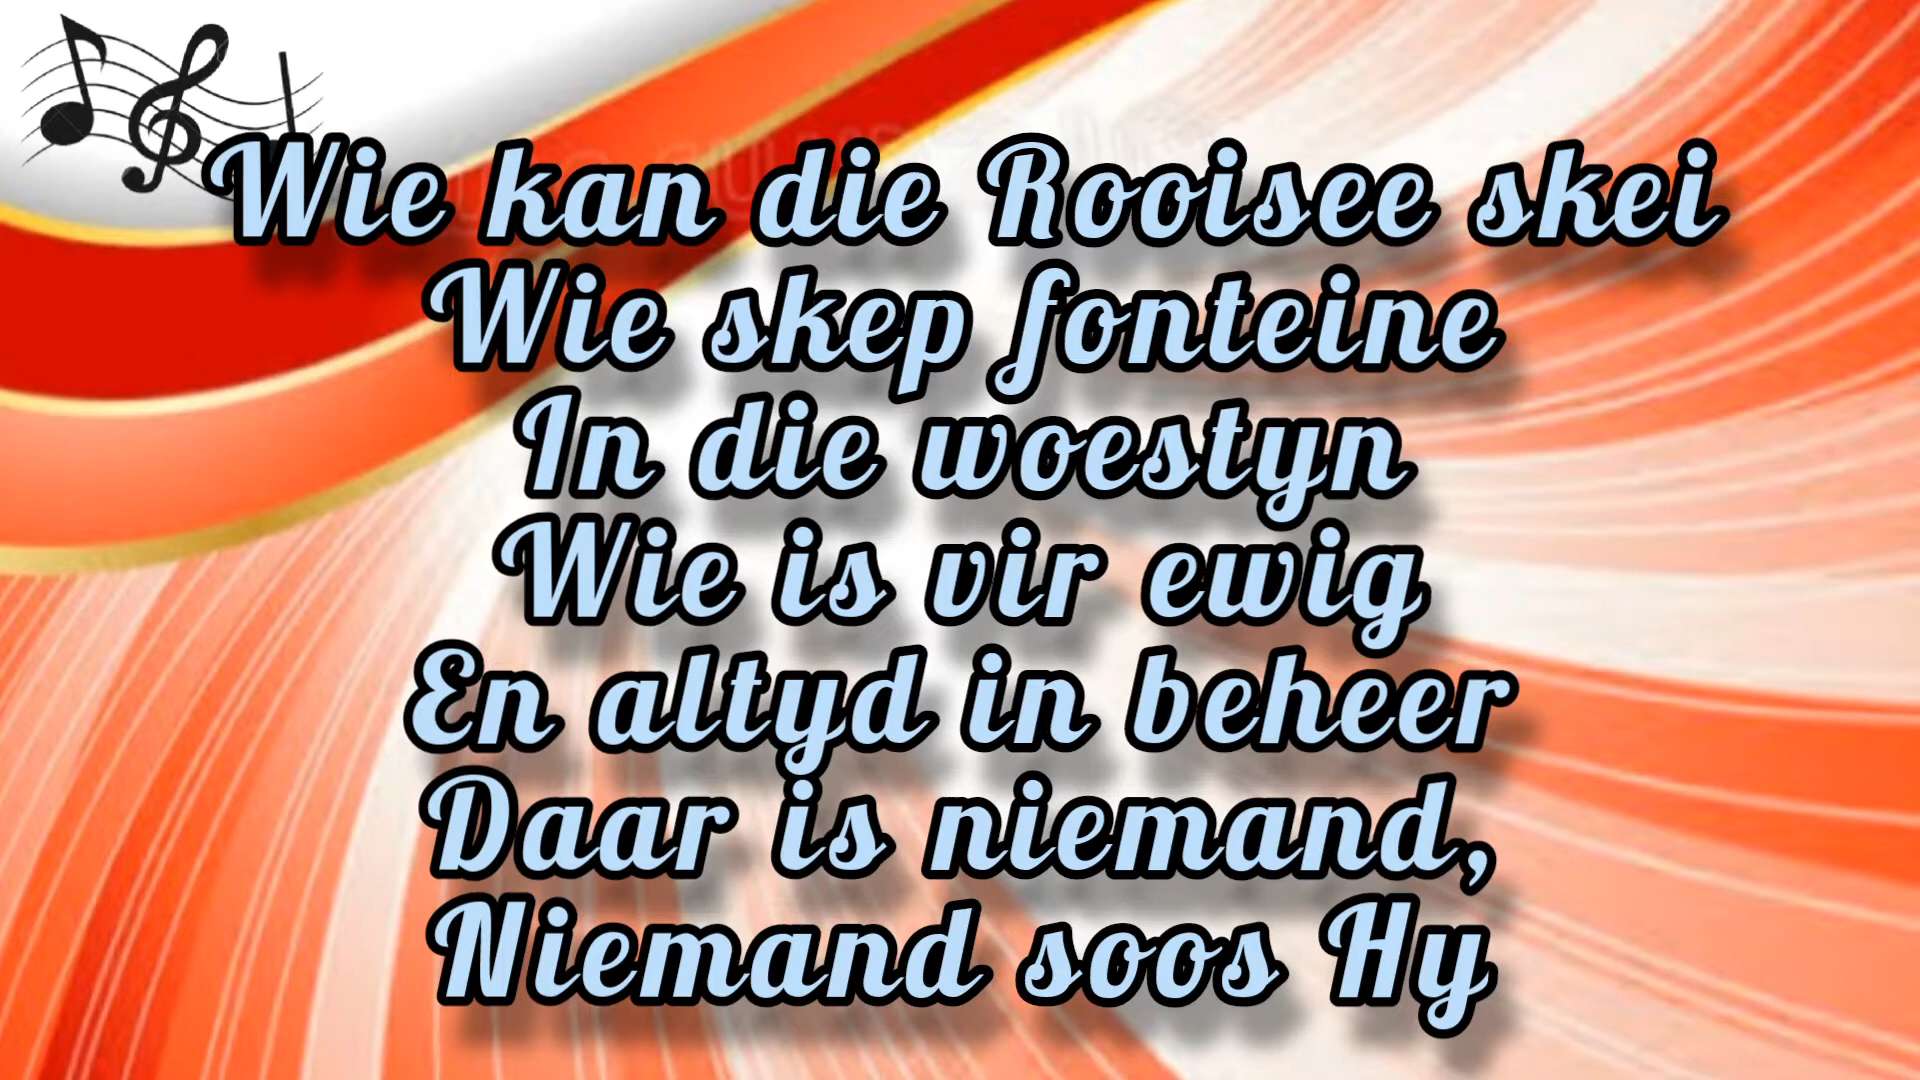 Wie kan die Rooisee skei
Wie skep fonteine
In die woestyn
Wie is vir ewig
En altyd in beheer
Daar is niemand,
Niemand soos Hy